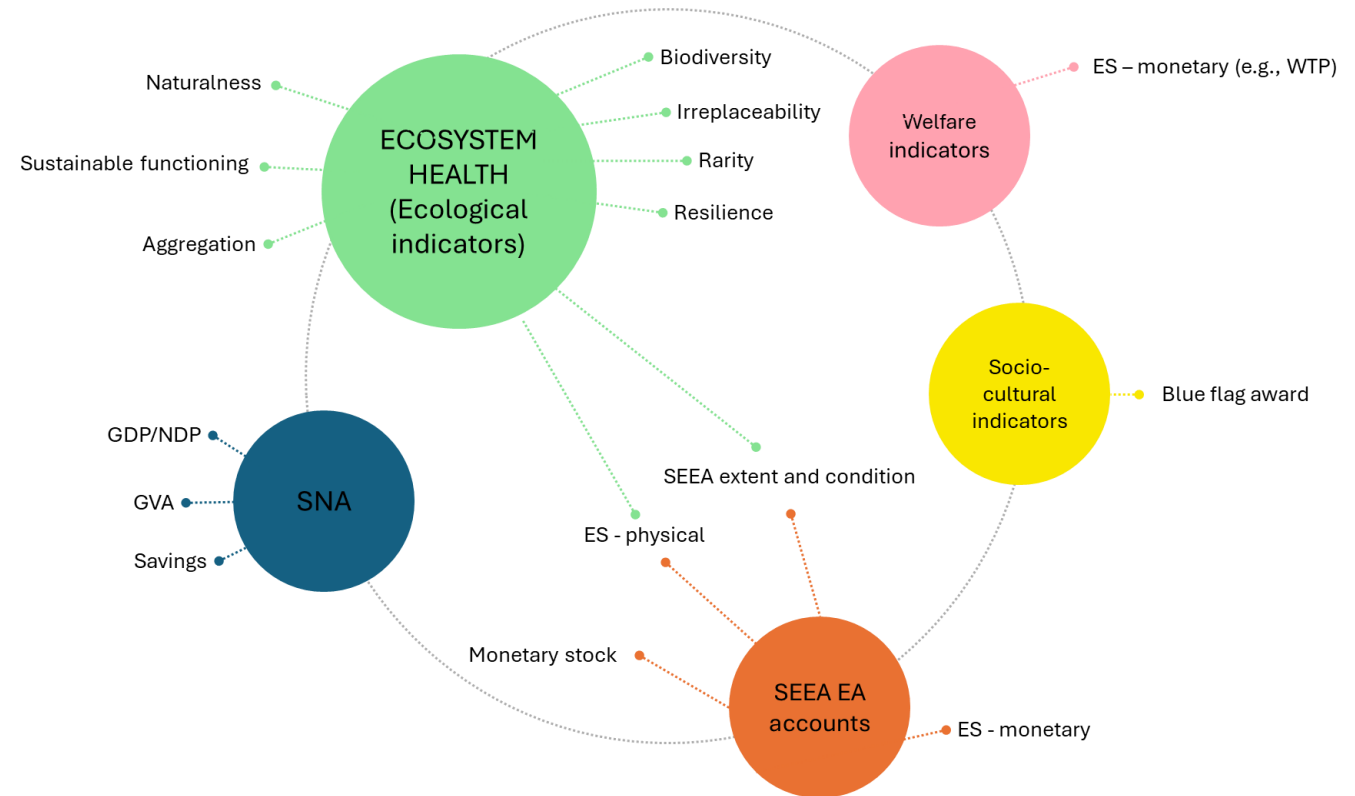 Naturalness
Sustainable functioning
Aggregation
ECOSYSTEM
HEALTH
(Ecological
indicators)
Biodiversity
Irreplaceability
Rarity
Resilience
Welfare
indicators
ES – monetary (e.g., WTP)
Socio-
cultural
indicators
Blue flag award
GDP/NDP
GVA
Savings
SNA
SEEA extent and condition
ES - physical
Monetary stock
SEEA EA
accounts
ES - monetary